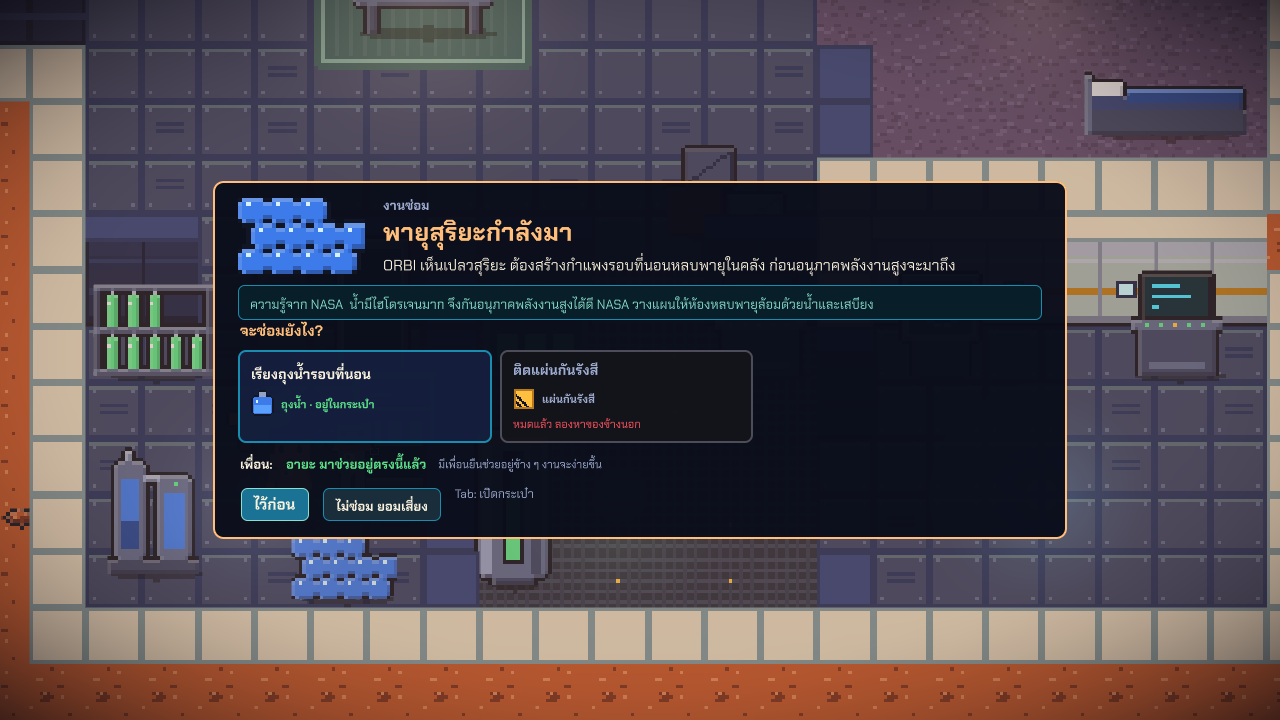 งานซ่อม
พายุสุริยะกำลังมา
ORBI เห็นเปลวสุริยะ ต้องสร้างกำแพงรอบที่นอนหลบพายุในคลัง ก่อนอนุภาคพลังงานสูงจะมาถึง
ความรู้จาก NASA น้ำมีไฮโดรเจนมาก จึงกันอนุภาคพลังงานสูงได้ดี NASA วางแผนให้ห้องหลบพายุล้อมด้วยน้ำและเสบียง
จะซ่อมยังไง?
เรียงถุงน้ำรอบที่นอน
ถุงน้ำ · อยู่ในกระเป๋า
ติดแผ่นกันรังสี
แผ่นกันรังสี
หมดแล้ว ลองหาของข้างนอก
เพื่อน: อายะ มาช่วยอยู่ตรงนี้แล้ว มีเพื่อนยืนช่วยอยู่ข้าง ๆ งานจะง่ายขึ้น
ไว้ก่อน
ไม่ซ่อม ยอมเสี่ยง
Tab: เปิดกระเป๋า